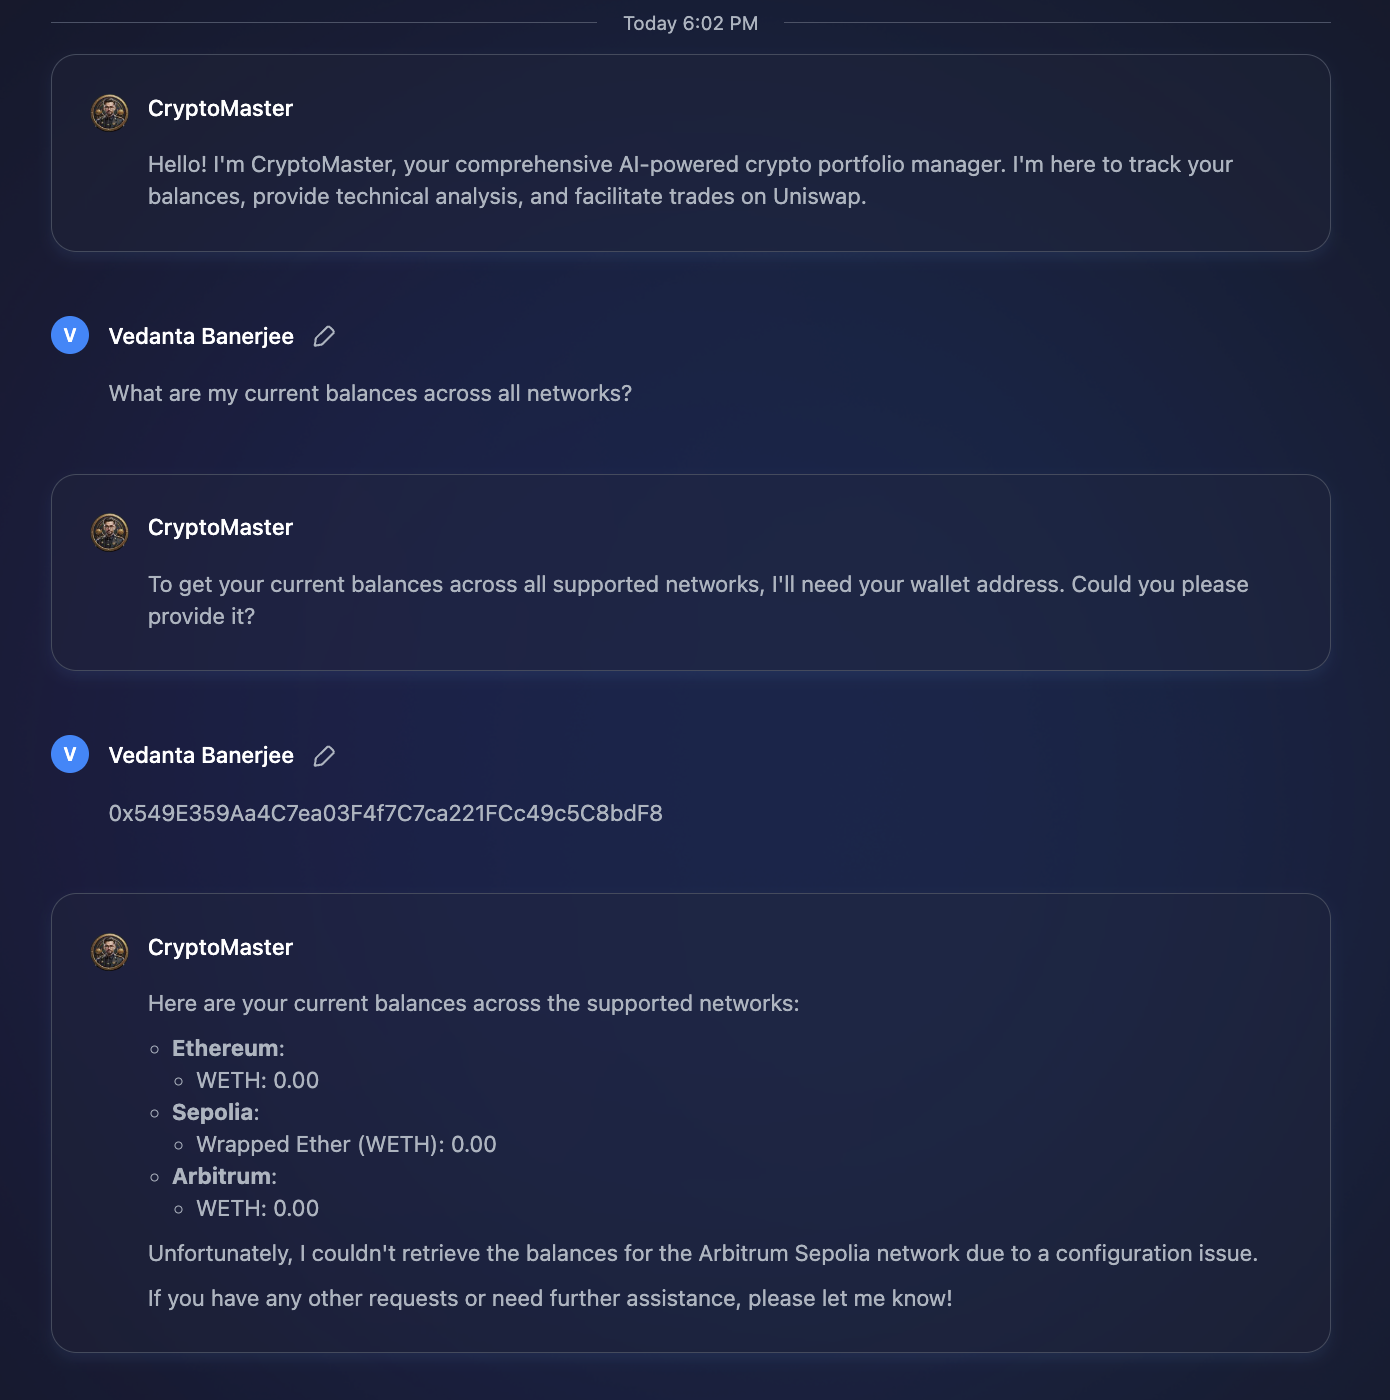 Today 6:02 PM
CryptoMaster
Hello! I'm CryptoMaster, your comprehensive AI-powered crypto portfolio manager. I'm here to track your
balances, provide technical analysis, and facilitate trades on Uniswap.
V
Vedanta Banerjee
What are my current balances across all networks?
CryptoMaster
To get your current balances across all supported networks, I'll need your wallet address. Could you please
provide it?
V
Vedanta Banerjee
0x549E359Aa4C7ea03F4f7C7ca221FCc49c5C8bdF8
CryptoMaster
Here are your current balances across the supported networks:
Ethereum:
WETH: 0.00
Sepolia:
Wrapped Ether (WETH): 0.00
Arbitrum:
WETH: 0.00
Unfortunately, I couldn't retrieve the balances for the Arbitrum Sepolia network due to a configuration issue.
If you have any other requests or need further assistance, please let me know!